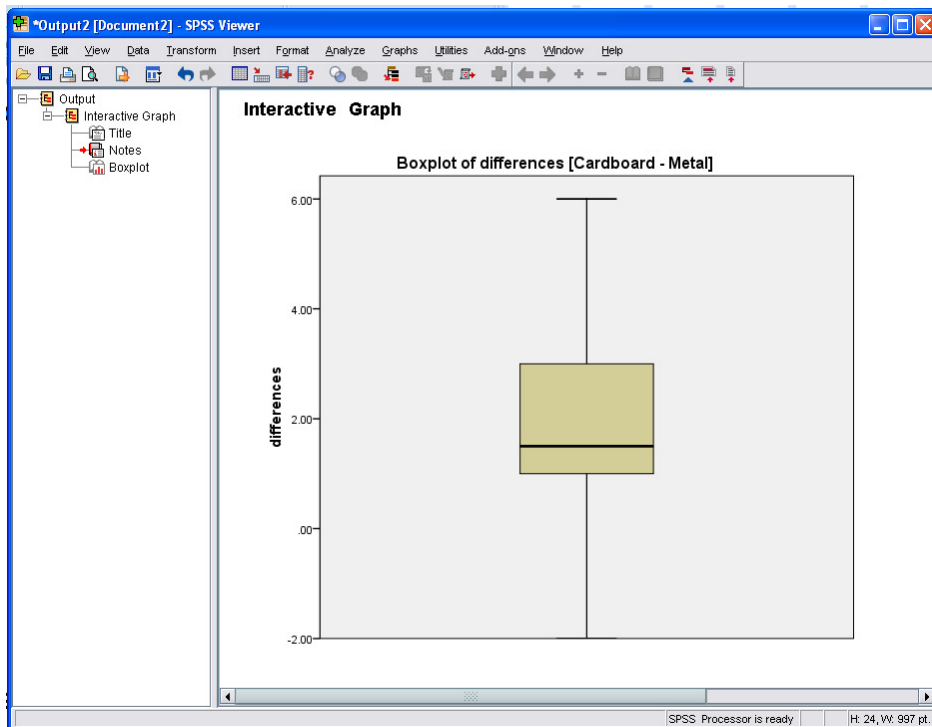 *Output2 [Document2] - SPSS Viewer
File Edit View Data Transform Insert Format Analyze Graphs Utilities Add-ons Window Help
Output
Interactive Graph
Title
Notes
Boxplot
Interactive Graph
Boxplot of differences [Cardboard - Metal]
6.00
4.00
2.00
.00
-2.00
differences
SPSS Processor is ready H: 24, W: 997 pt.